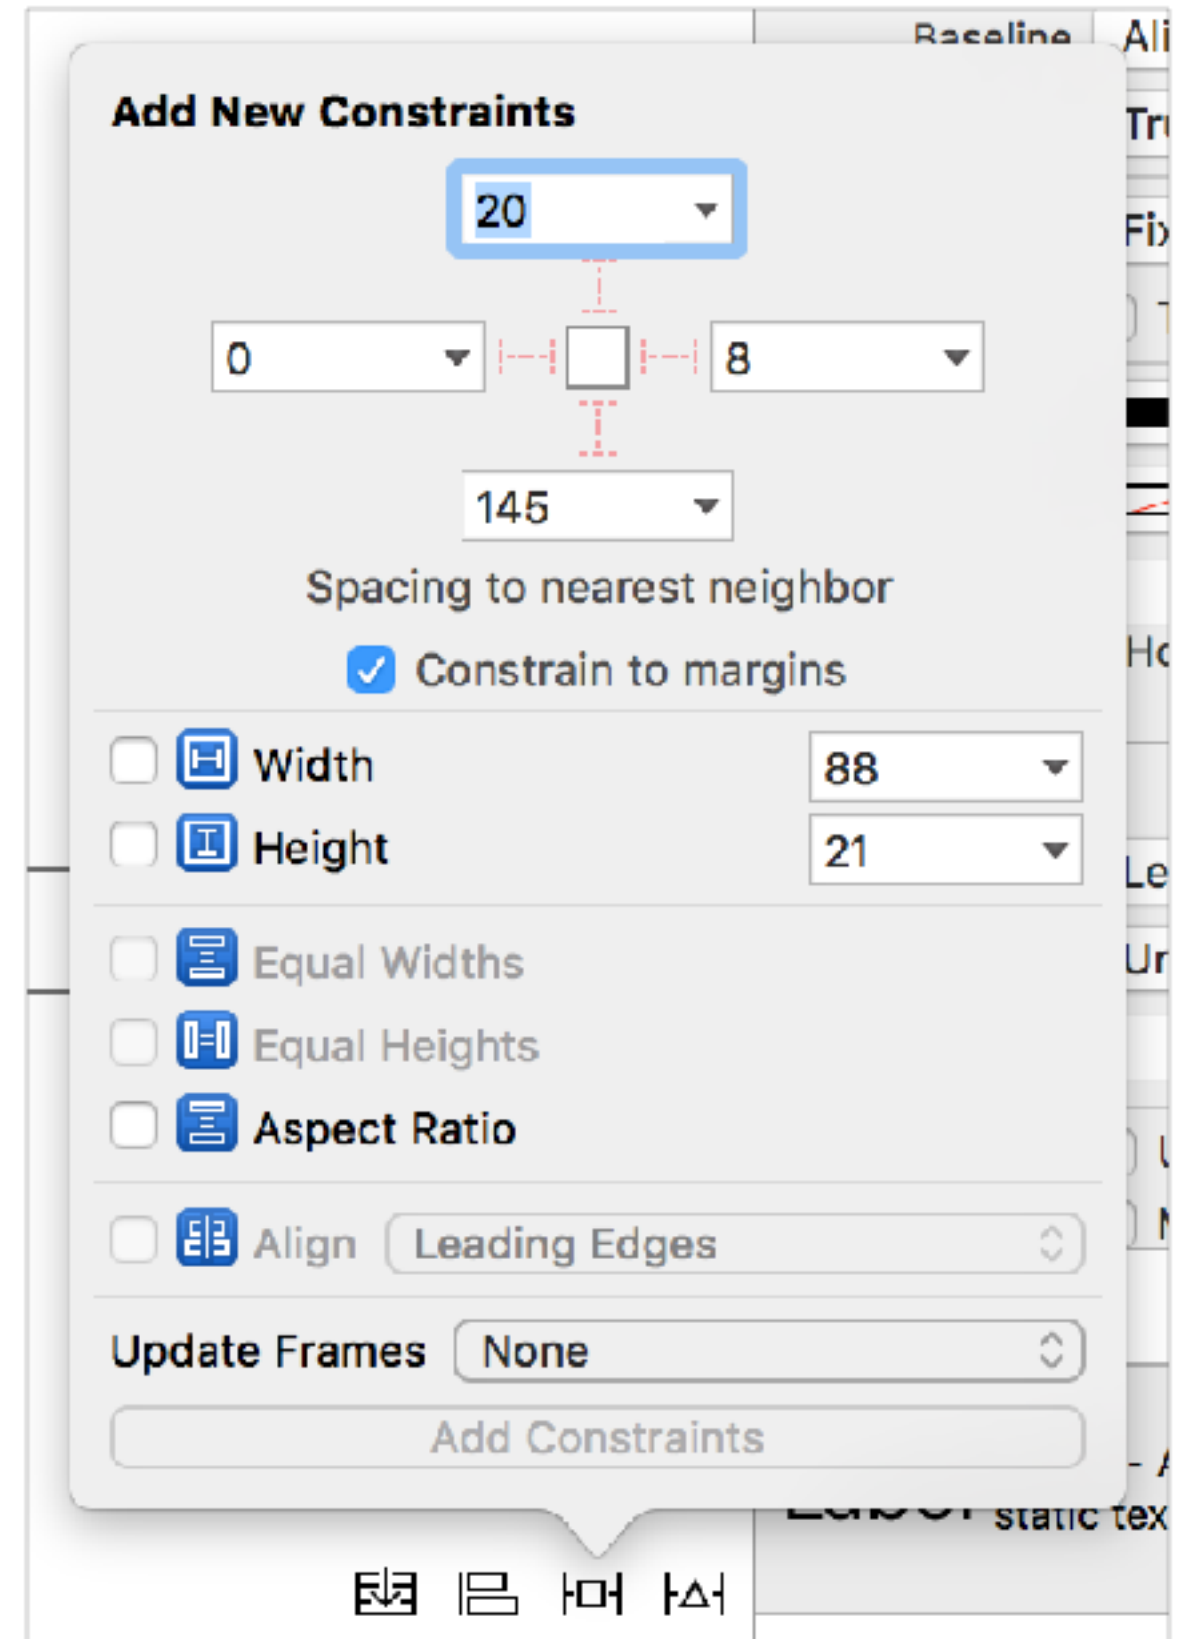 Baseline
Add New Constraints
20
0
8
145
Spacing to nearest neighbor
Constrain to margins
Width
88
Height
21
Equal Widths
Equal Heights
Aspect Ratio
Align
Leading Edges
Update Frames
None
Add Constraints
static